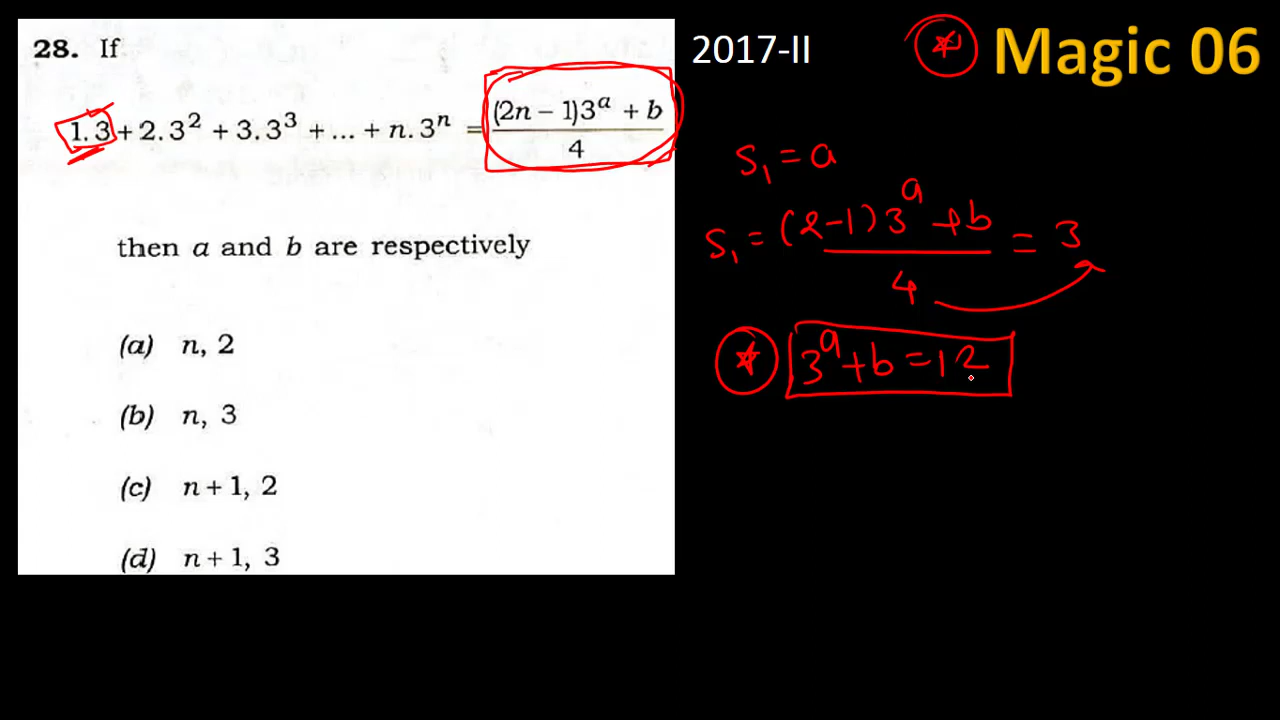 28. If
1.3 + 2.3² + 3.3³ + ... + n.3ⁿ = (2n – 1)3ᵃ + b
4
then a and b are respectively
(a) n, 2
(b) n, 3
(c) n + 1, 2
(d) n + 1, 3
2017-II
Magic 06
S₁ = a
S₁ = (2-1)3ᵃ + b = 3
4
3ᵃ + b = 12